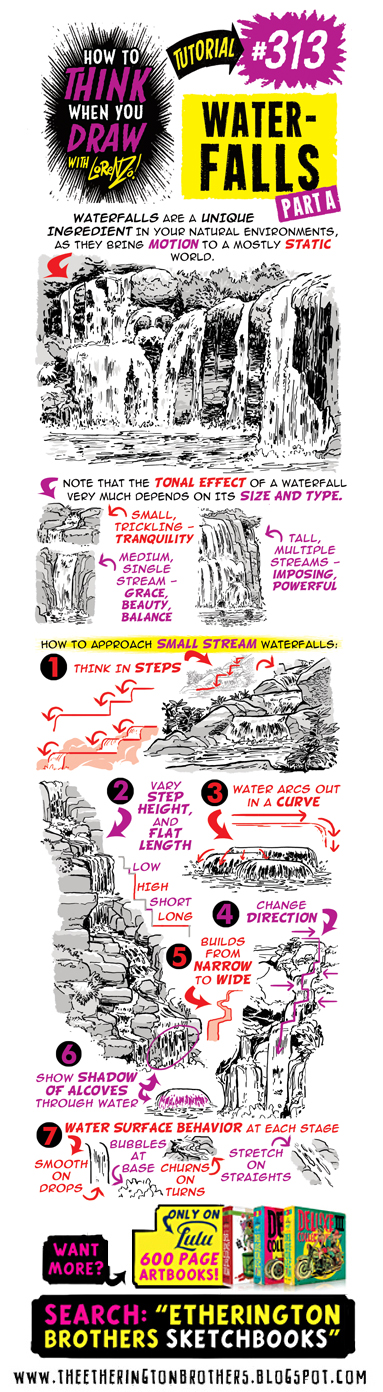 HOW TO
THINK
WHEN YOU
DRAW
WITH LORENZO!
TUTORIAL
#313
WATER-
FALLS
PART A
WATERFALLS ARE A UNIQUE
INGREDIENT IN YOUR NATURAL ENVIRONMENTS,
AS THEY BRING MOTION TO A MOSTLY STATIC
WORLD.
NOTE THAT THE TONAL EFFECT OF A WATERFALL
VERY MUCH DEPENDS ON ITS SIZE AND TYPE.
SMALL,
TRICKLING –
TRANQUILITY
MEDIUM,
SINGLE
STREAM –
GRACE,
BEAUTY,
BALANCE
TALL,
MULTIPLE
STREAMS –
IMPOSING,
POWERFUL
HOW TO APPROACH SMALL STREAM WATERFALLS:
1 THINK IN STEPS
2 VARY
STEP
HEIGHT,
AND
FLAT
LENGTH
LOW
HIGH
SHORT
LONG
3 WATER ARCS OUT
IN A CURVE
4 CHANGE
DIRECTION
5 BUILDS
FROM
NARROW
TO WIDE
6
SHOW SHADOW
OF ALCOVES
THROUGH WATER
7 WATER SURFACE BEHAVIOR AT EACH STAGE
SMOOTH
ON
DROPS
BUBBLES
AT
BASE
CHURNS
ON
TURNS
STRETCH
ON
STRAIGHTS
WANT
MORE?
ONLY ON
Lulu
600 PAGE
ARTBOOKS!
DELUXE
SEARCH: "ETHERINGTON
BROTHERS SKETCHBOOKS"
WWW.THEETHERINGTONBROTHERS.BLOGSPOT.COM